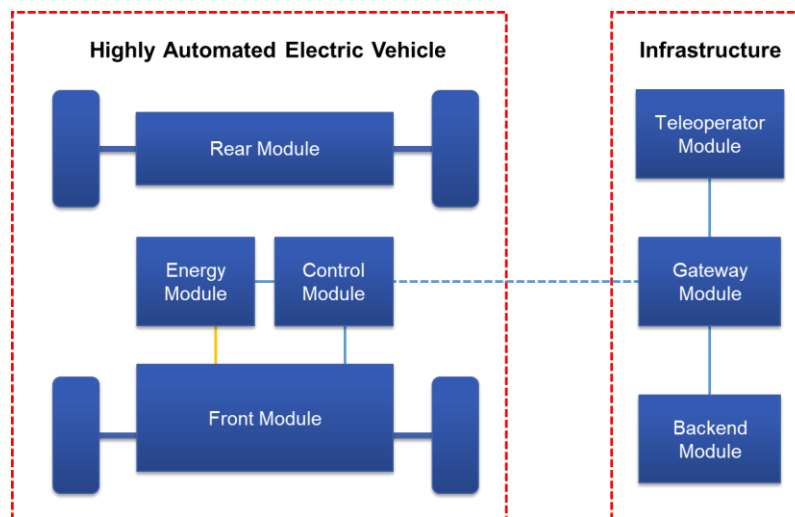 Highly Automated Electric Vehicle
Infrastructure
Rear Module
Teleoperator
Module
Energy
Module
Control
Module
Gateway
Module
Front Module
Backend
Module